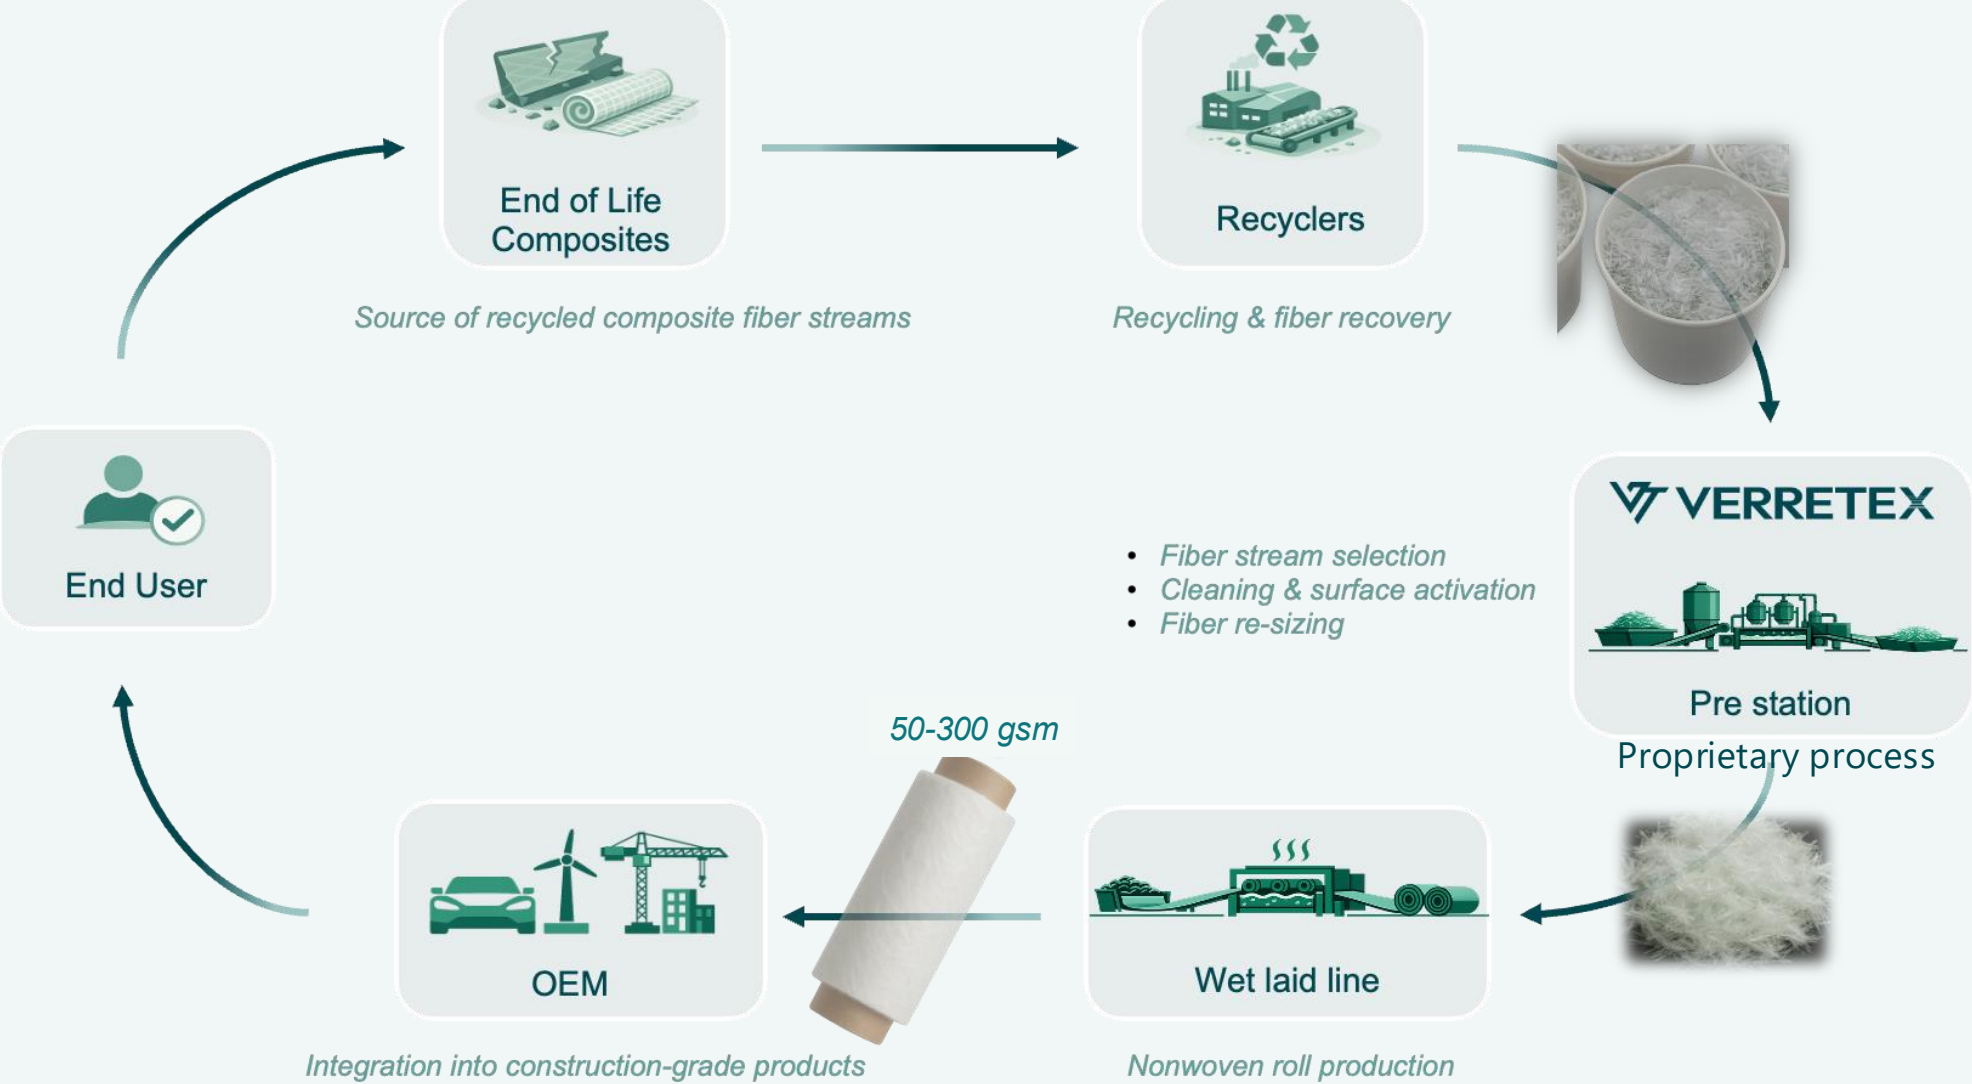 End of Life
Composites
Source of recycled composite fiber streams
Recyclers
Recycling & fiber recovery
VERRETEX
Pre station
Proprietary process
• Fiber stream selection
• Cleaning & surface activation
• Fiber re-sizing
End User
50-300 gsm
Wet laid line
Nonwoven roll production
OEM
Integration into construction-grade products